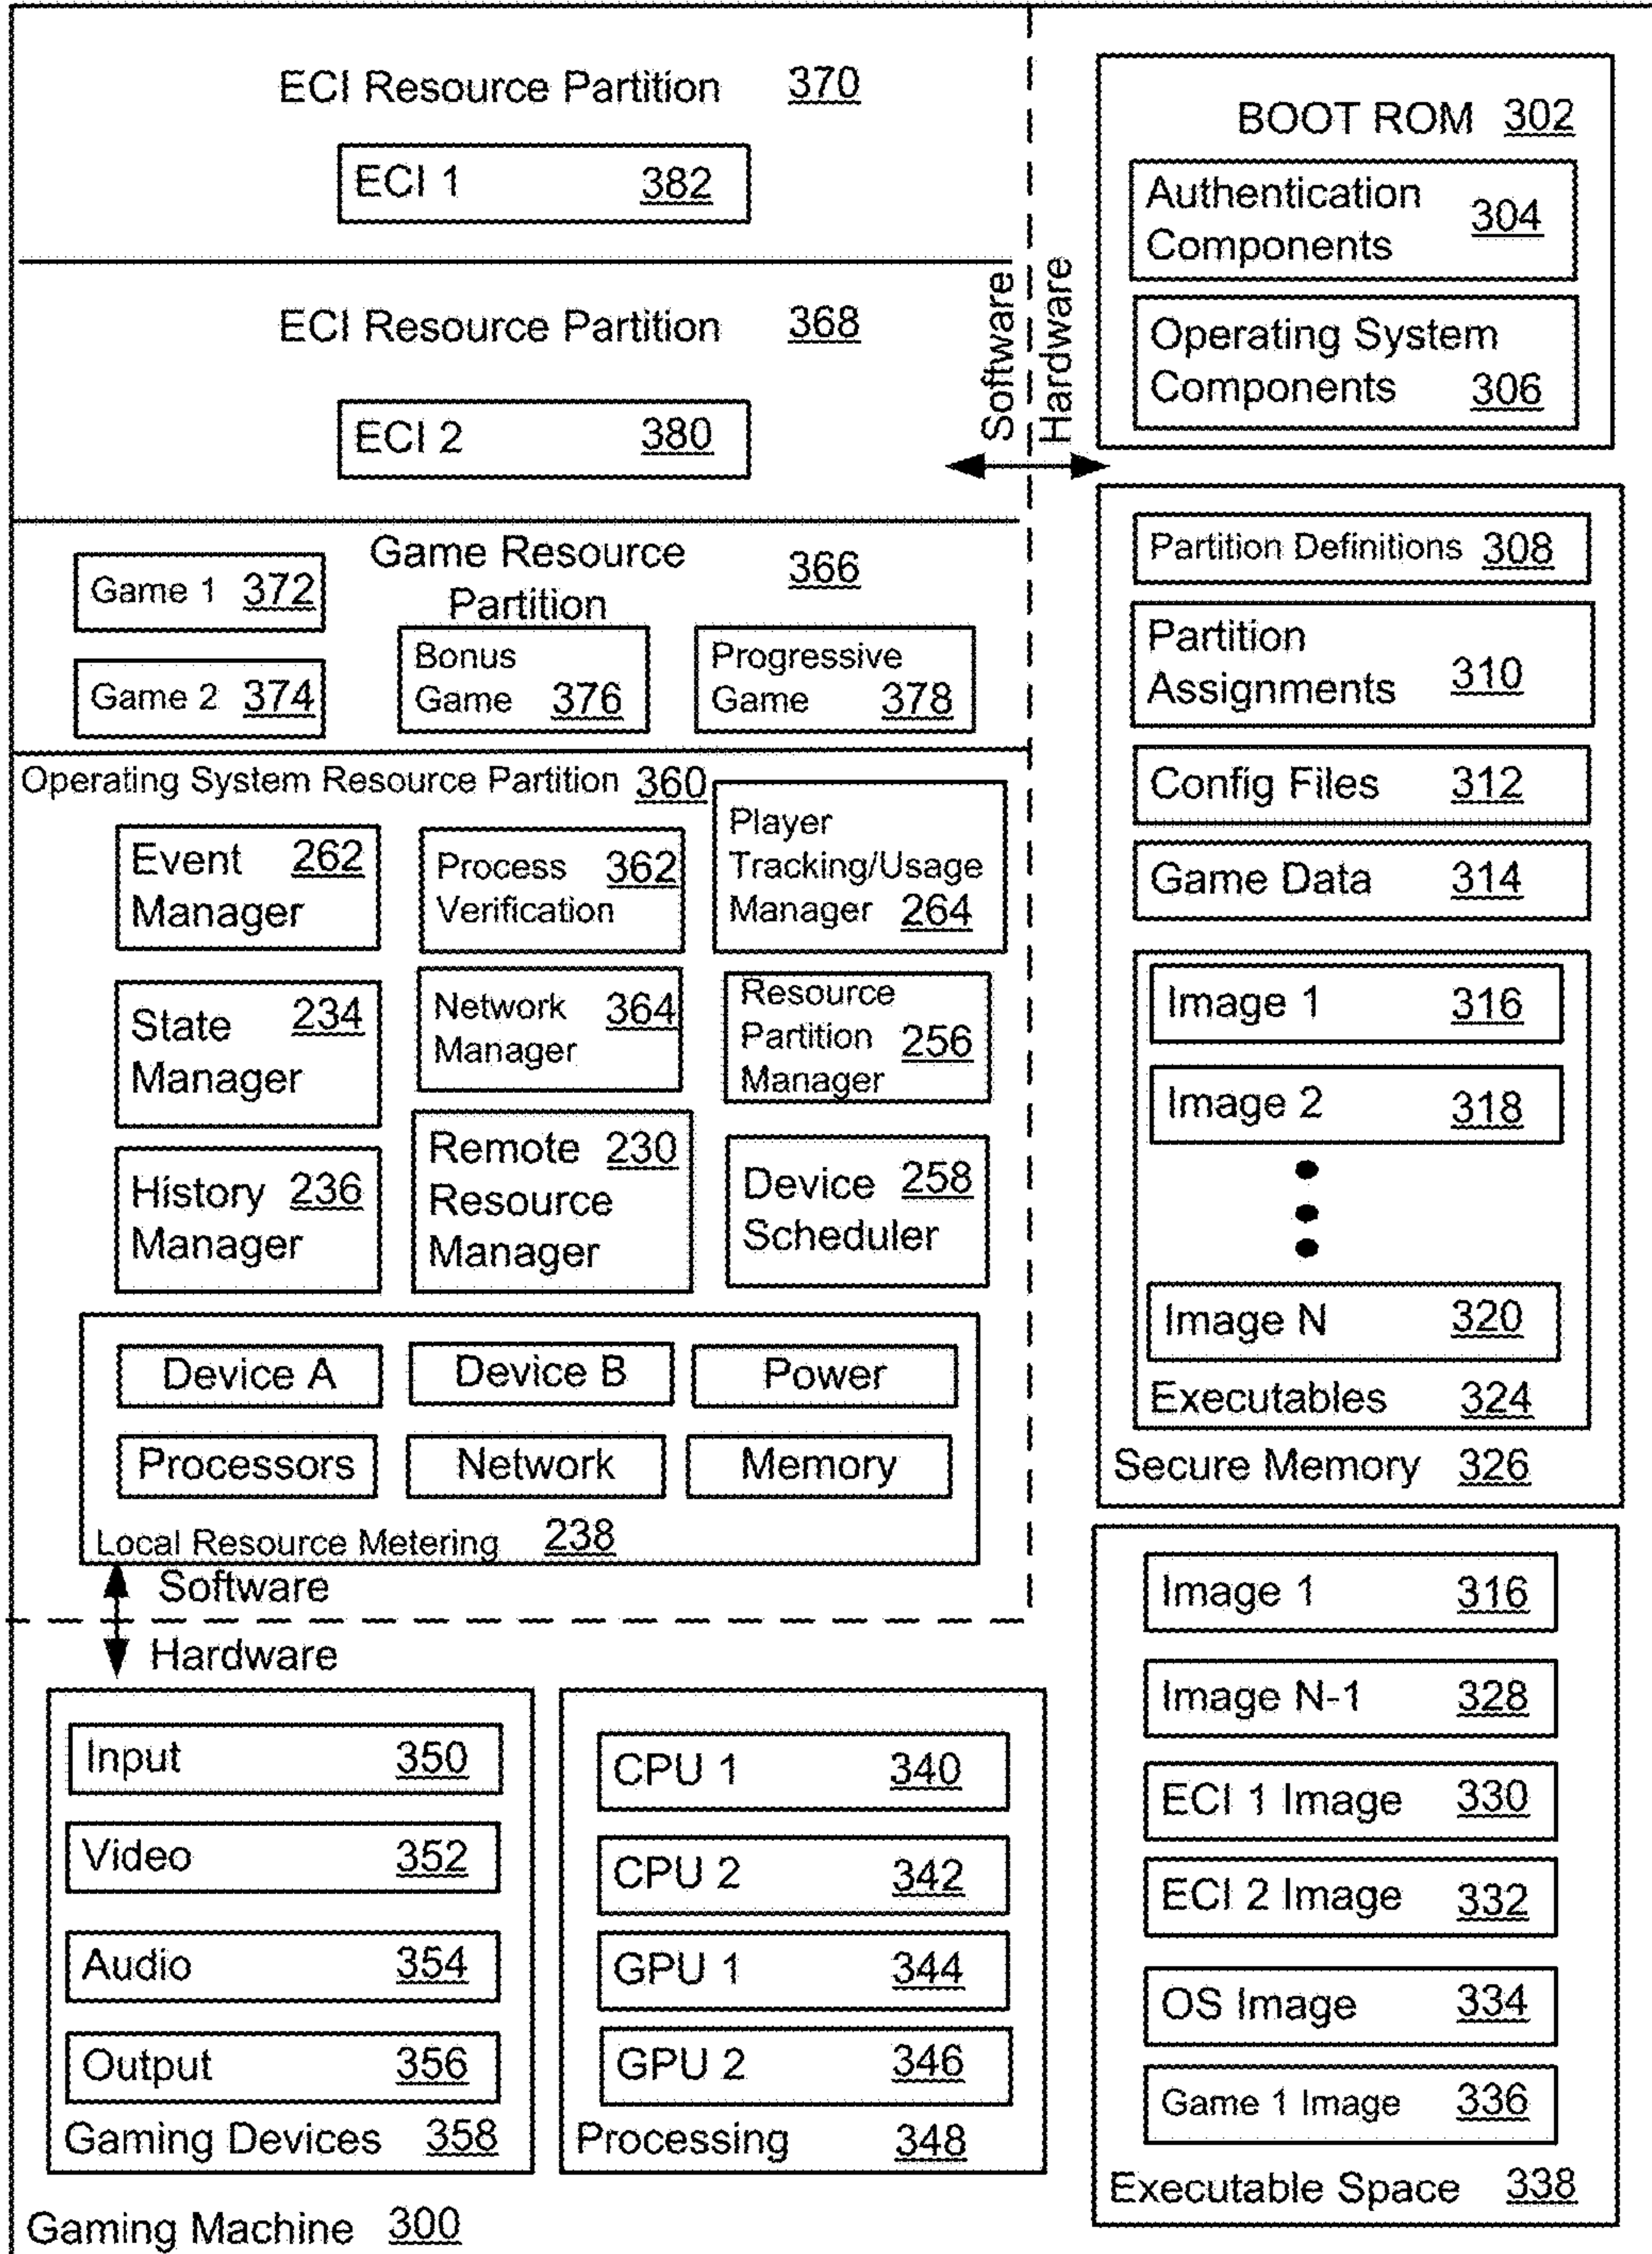 ECI Resource Partition 370
ECI 1 382
ECI Resource Partition 368
ECI 2 380
Software
Hardware
Game Resource
Partition
366
Game 1 372
Game 2 374
Bonus
Game 376
Progressive
Game 378
Operating System Resource Partition 360
Event 262
Manager
Process 362
Verification
Player
Tracking/Usage
Manager 264
State 234
Manager
Network 364
Manager
Resource
Partition 256
Manager
History 236
Manager
Remote 230
Resource
Manager
Device 258
Scheduler
Device A
Device B
Power
Processors
Network
Memory
Local Resource Metering 238
Software
Hardware
Input 350
Video 352
Audio 354
Output 356
Gaming Devices 358
CPU 1 340
CPU 2 342
GPU 1 344
GPU 2 346
Processing 348
Gaming Machine 300
BOOT ROM 302
Authentication
Components 304
Operating System
Components 306
Partition Definitions 308
Partition
Assignments 310
Config Files 312
Game Data 314
Image 1 316
Image 2 318
Image N 320
Executables 324
Secure Memory 326
Image 1 316
Image N-1 328
ECI 1 Image 330
ECI 2 Image 332
OS Image 334
Game 1 Image 336
Executable Space 338